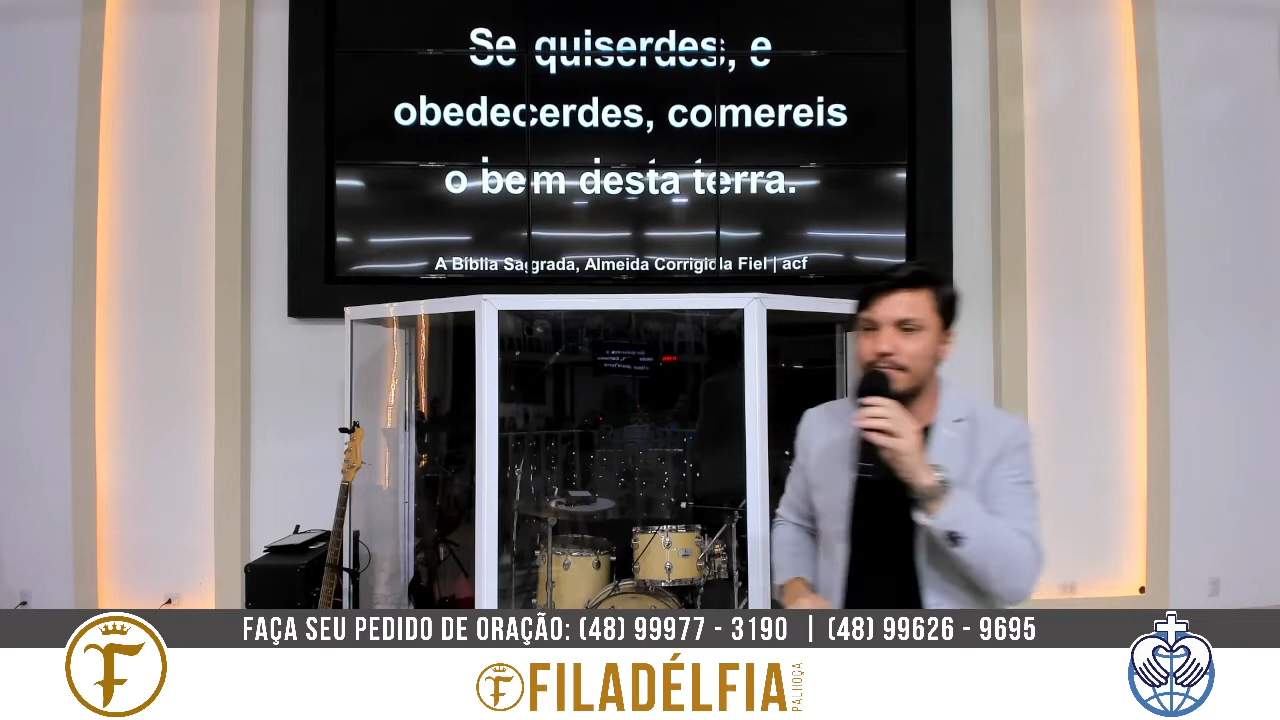 Se quiserdes, e
obedecerdes, comereis
o bem desta terra.
A Bíblia Sagrada, Almeida Corrigida Fiel | acf
FAÇA SEU PEDIDO DE ORAÇÃO: (48) 99977 - 3190 | (48) 99626 - 9695
F
F FILADÉLFIA PALHOÇA